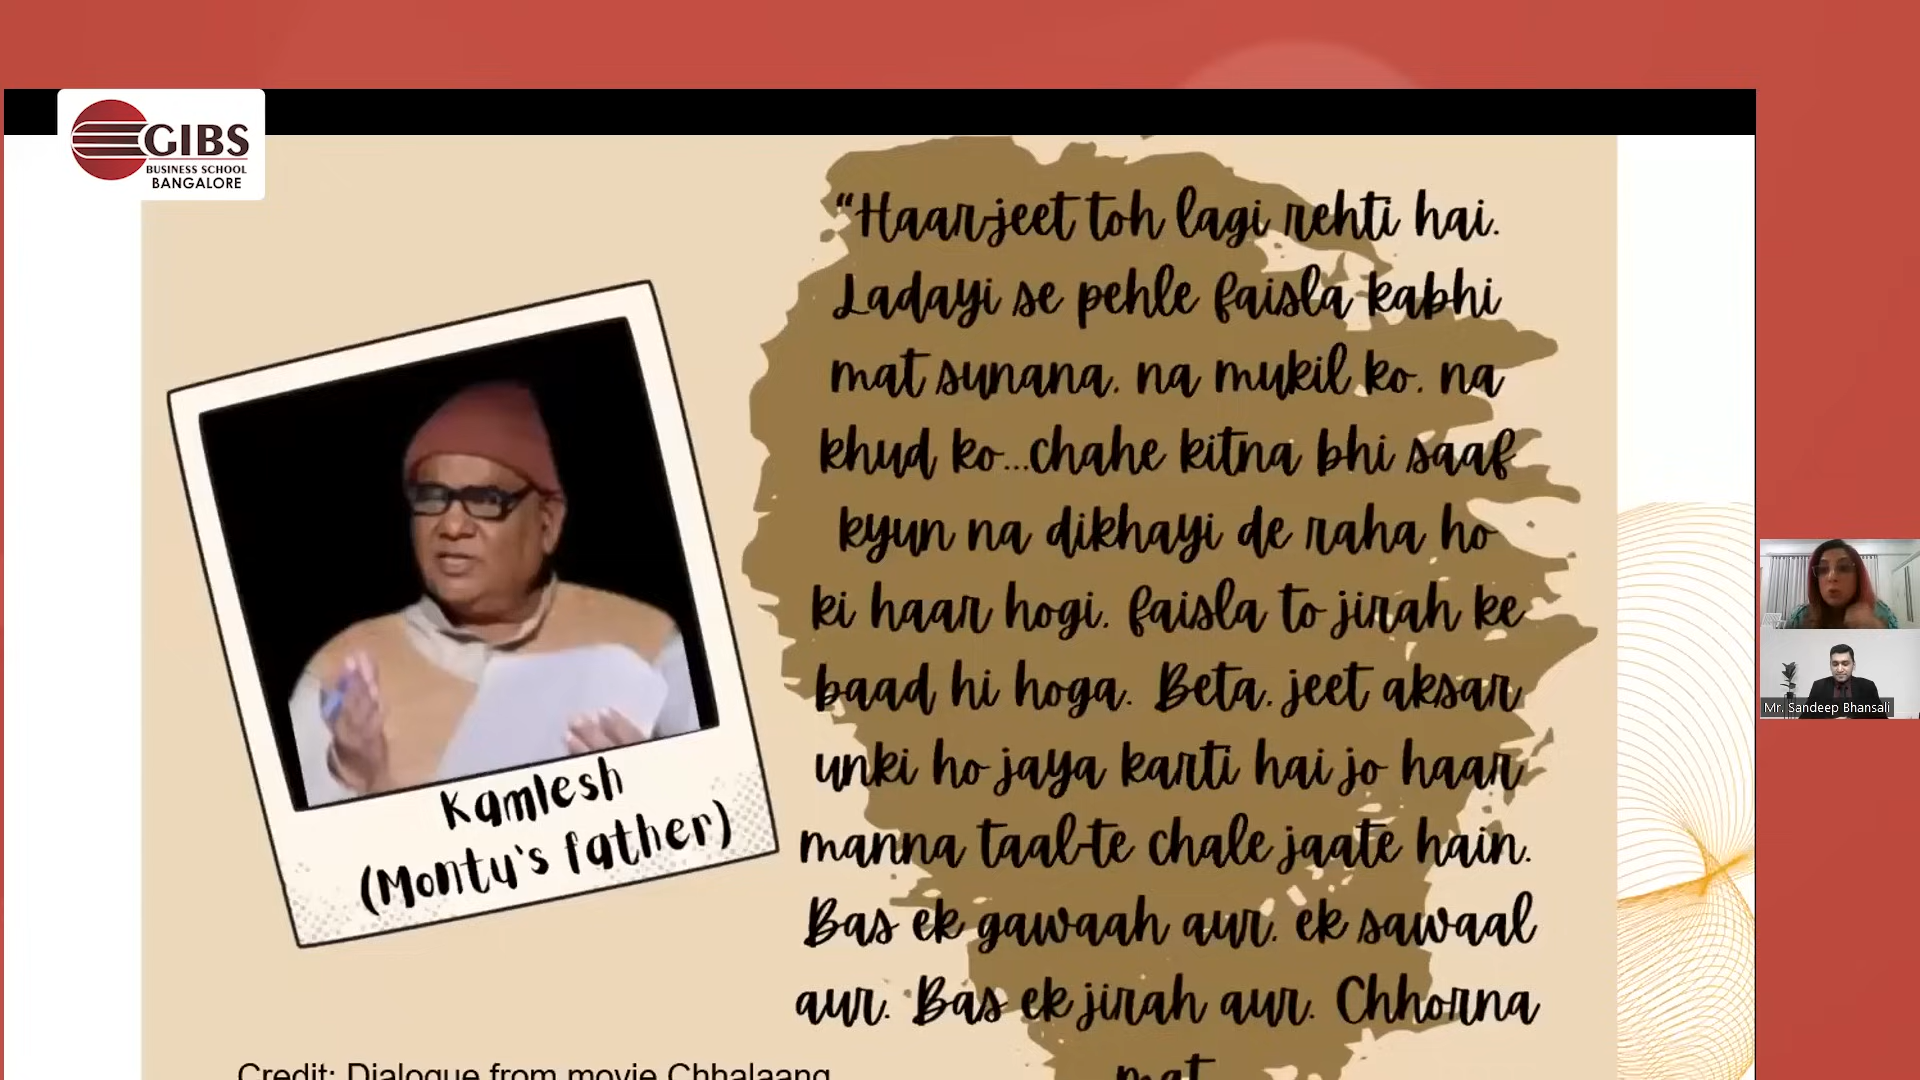 GIBS
BUSINESS SCHOOL
BANGALORE
“Haar-jeet toh lagi rehti hai.
Ladayi se pehle faisla kabhi
mat sunana, na mukil ko, na
khud ko...chahe kitna bhi saaf
kyun na dikhayi de raha ho
ki haar hogi, faisla to jirah ke
baad hi hoga. Beta, jeet aksar
unki ho jaya karti hai jo haar
manna taal-te chale jaate hain.
Bas ek gawaah aur, ek sawaal
aur. Bas ek jirah aur. Chhorna
mat
Kamlesh
(Montu's father)
Credit: Dialogue from movie Chhalaang
Mr. Sandeep Bhansali